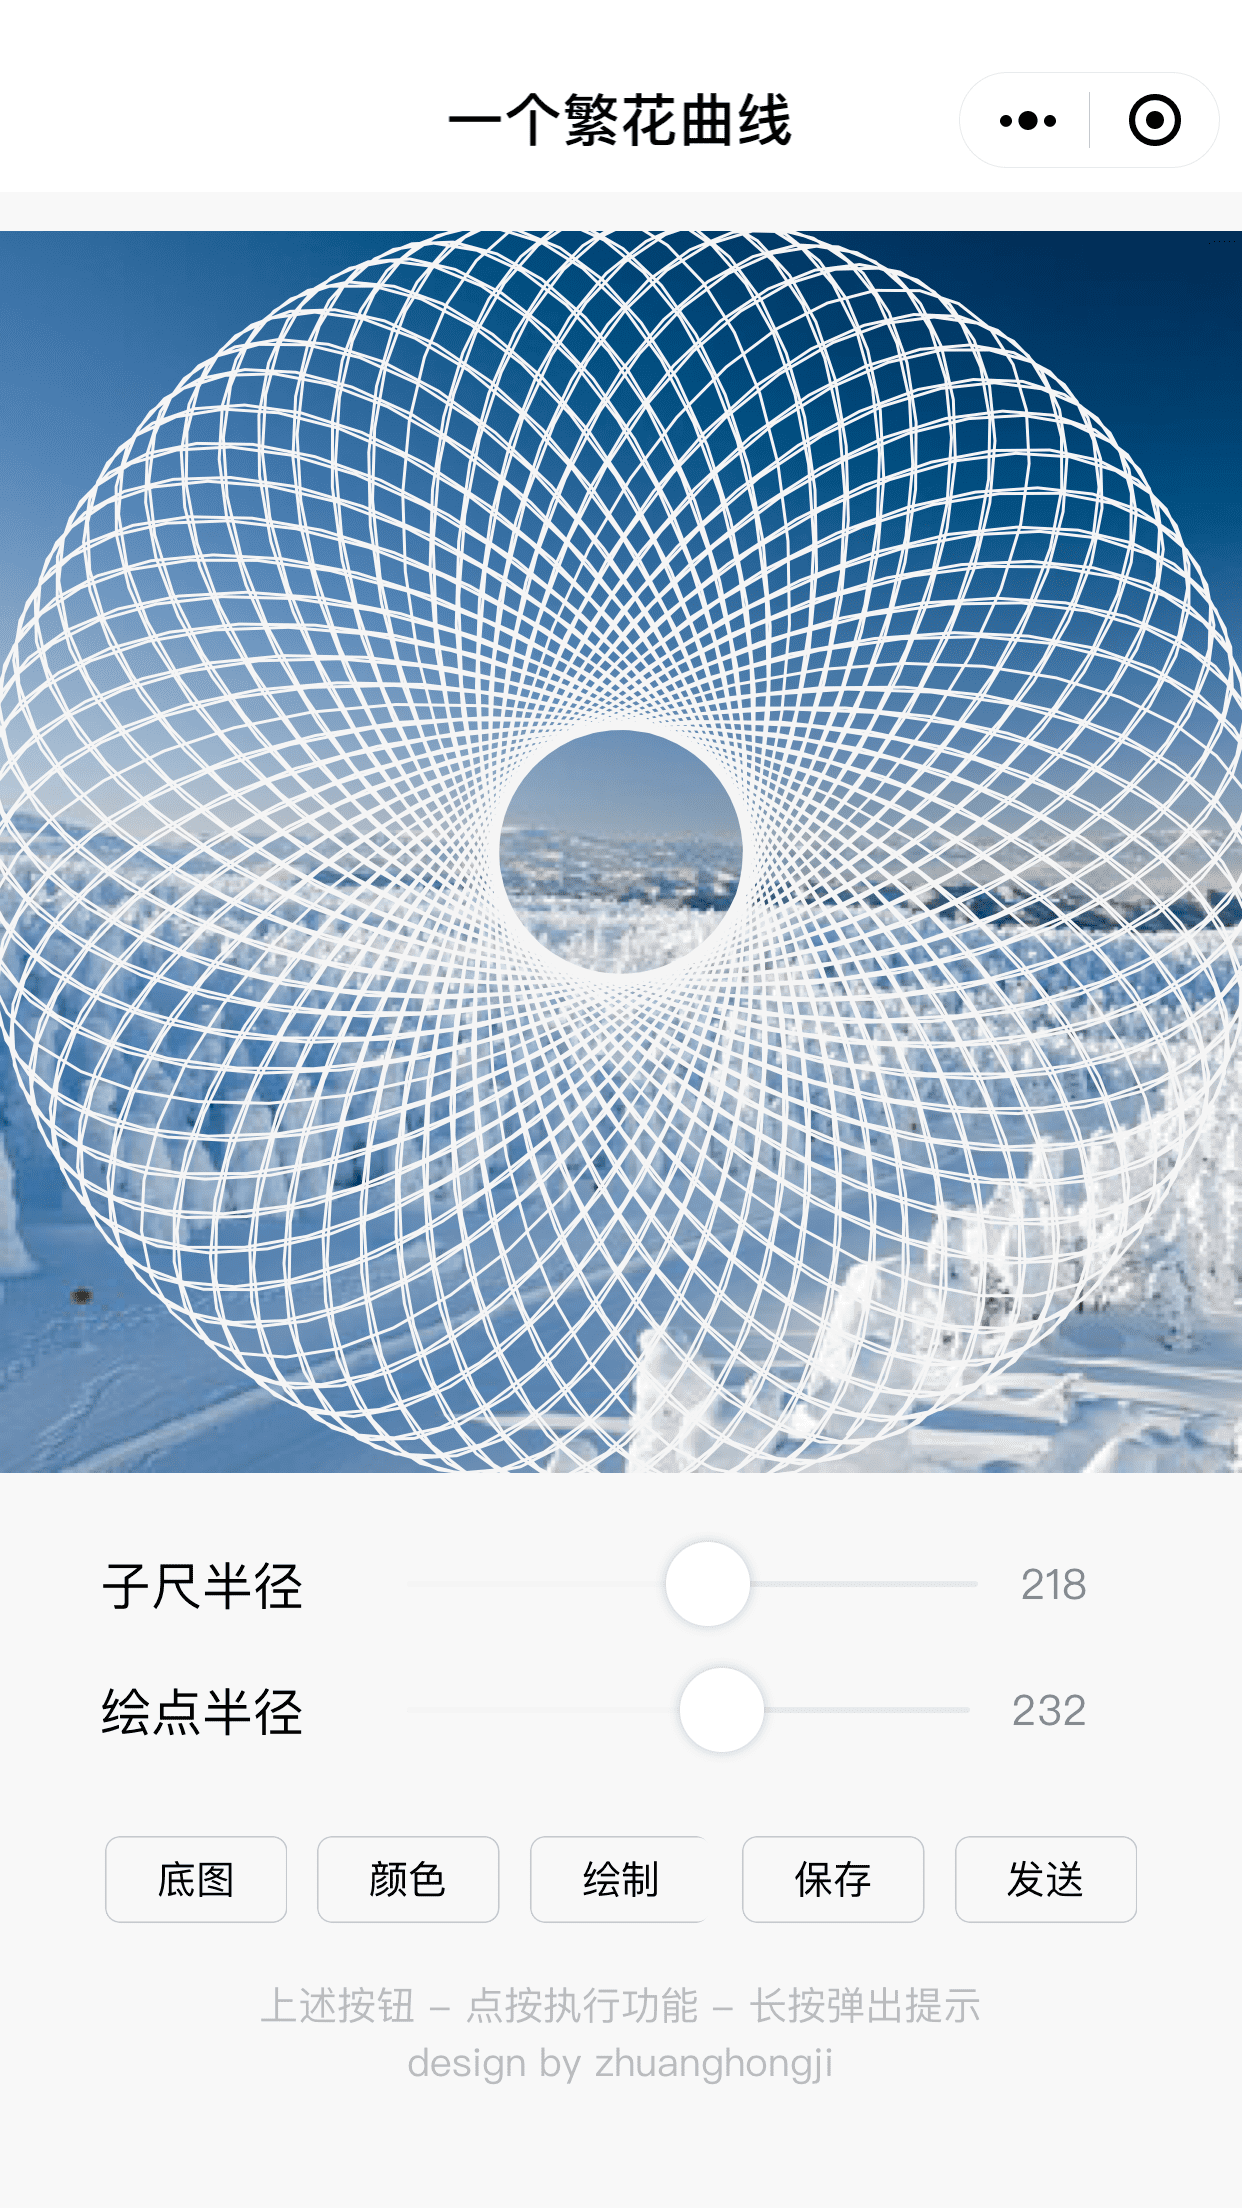 一个繁花曲线
子尺半径 218
绘点半径 232
底图 颜色 绘制 保存 发送
上述按钮 – 点按执行功能 – 长按弹出提示
design by zhuanghongji